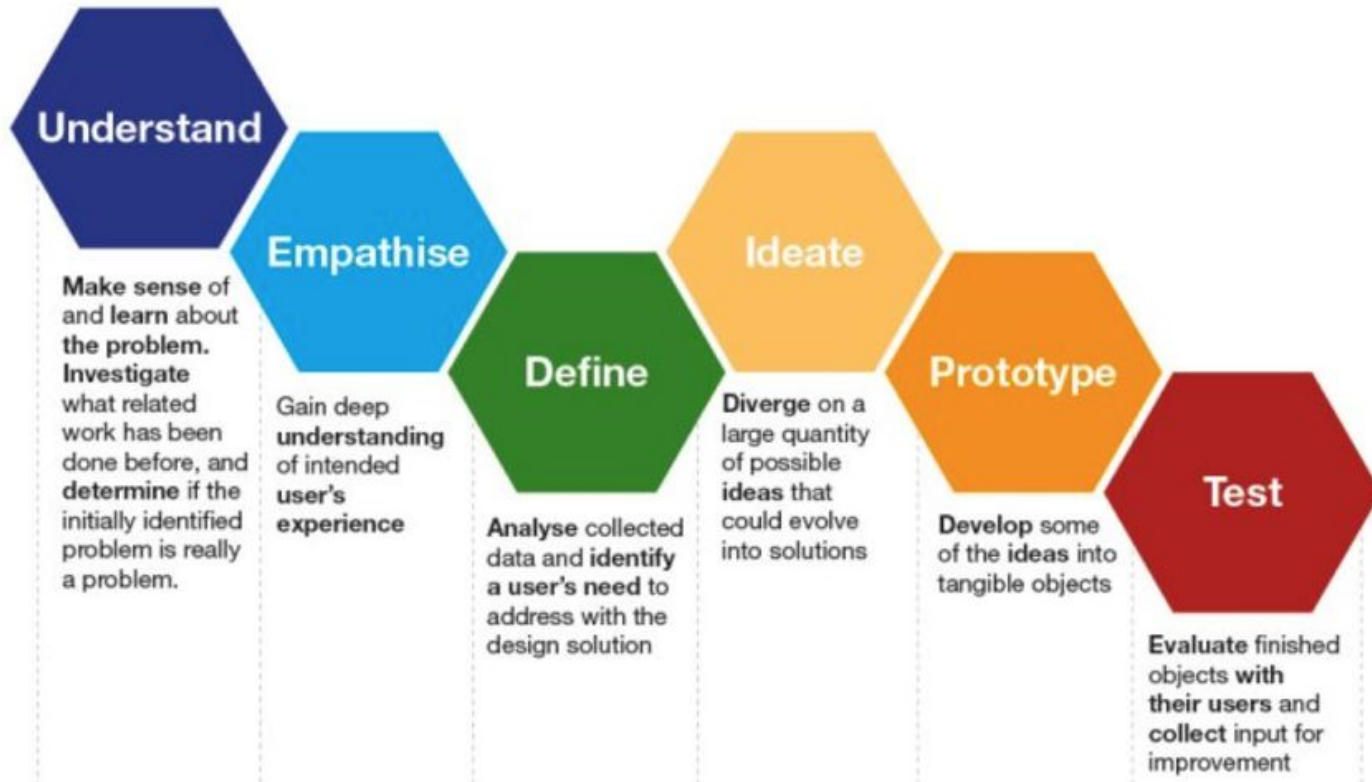 Understand
Make sense of
and learn about
the problem.
Investigate
what related
work has been
done before, and
determine if the
initially identified
problem is really
a problem.
Empathise
Gain deep
understanding
of intended
user's
experience
Define
Analyse collected
data and identify
a user's need to
address with the
design solution
Ideate
Diverge on a
large quantity
of possible
ideas that
could evolve
into solutions
Prototype
Develop some
of the ideas into
tangible objects
Test
Evaluate finished
objects with
their users and
collect input for
improvement